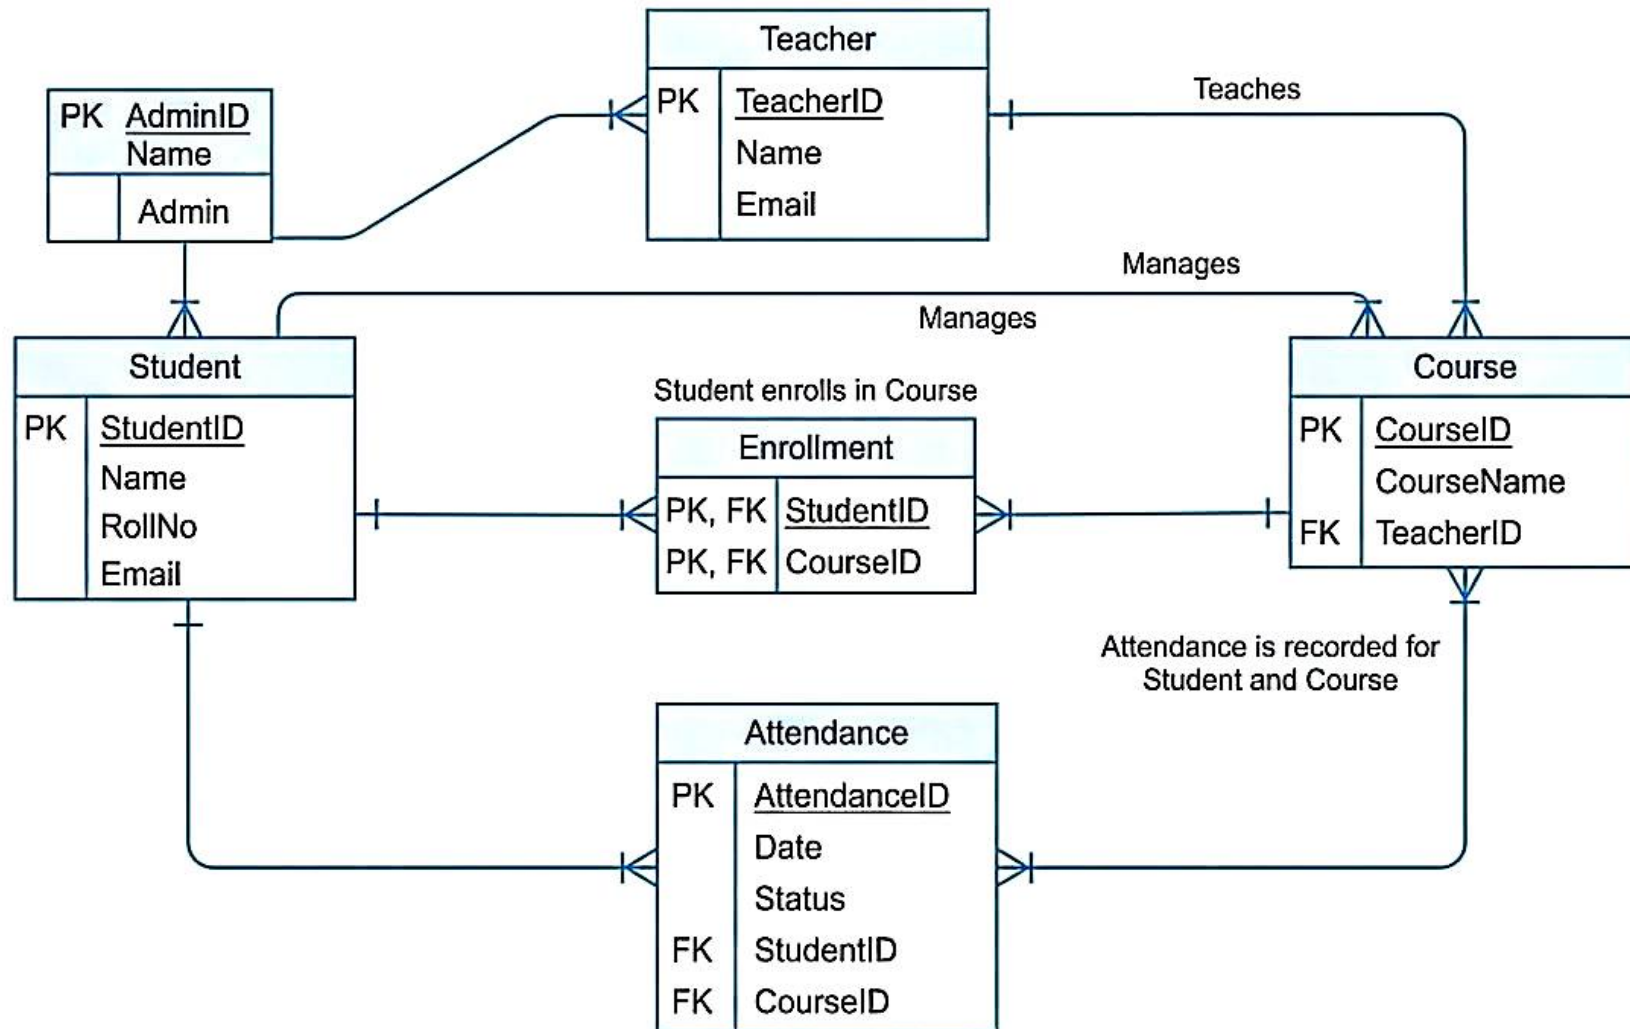 Teacher
PK TeacherID
Name
Email
Teaches
PK AdminID
Name
Admin
Manages
Manages
Student
PK StudentID
Name
RollNo
Email
Student enrolls in Course
Enrollment
PK, FK StudentID
PK, FK CourseID
Course
PK CourseID
CourseName
FK TeacherID
Attendance is recorded for
Student and Course
Attendance
PK AttendanceID
Date
Status
FK StudentID
FK CourseID